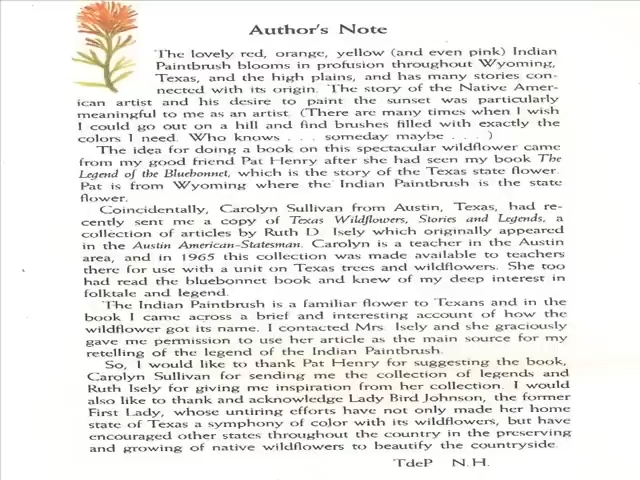 Author's Note
The lovely red, orange, yellow (and even pink) Indian
Paintbrush blooms in profusion throughout Wyoming,
Texas, and the high plains, and has many stories con-
nected with its origin. The story of the Native Amer-
ican artist and his desire to paint the sunset was particularly
meaningful to me as an artist. (There are many times when I wish
I could go out on a hill and find brushes filled with exactly the
colors I need. Who knows . . . someday maybe . . . )
The idea for doing a book on this spectacular wildflower came
from my good friend Pat Henry after she had seen my book The
Legend of the Bluebonnet, which is the story of the Texas state flower.
Pat is from Wyoming where the Indian Paintbrush is the state
flower.
Coincidentally, Carolyn Sullivan from Austin, Texas, had re-
cently sent me a copy of Texas Wildflowers, Stories and Legends, a
collection of articles by Ruth D. Isely which originally appeared
in the Austin American-Statesman. Carolyn is a teacher in the Austin
area, and in 1965 this collection was made available to teachers
there for use with a unit on Texas trees and wildflowers. She too
had read the bluebonnet book and knew of my deep interest in
folktale and legend.
The Indian Paintbrush is a familiar flower to Texans and in the
book I came across a brief and interesting account of how the
wildflower got its name. I contacted Mrs. Isely and she graciously
gave me permission to use her article as the main source for my
retelling of the legend of the Indian Paintbrush.
So, I would like to thank Pat Henry for suggesting the book,
Carolyn Sullivan for sending me the collection of legends and
Ruth Isely for giving me inspiration from her collection. I would
also like to thank and acknowledge Lady Bird Johnson, the former
First Lady, whose untiring efforts have not only made her home
state of Texas a symphony of color with its wildflowers, but have
encouraged other states throughout the country in the preserving
and growing of native wildflowers to beautify the countryside.
TdeP N.H.